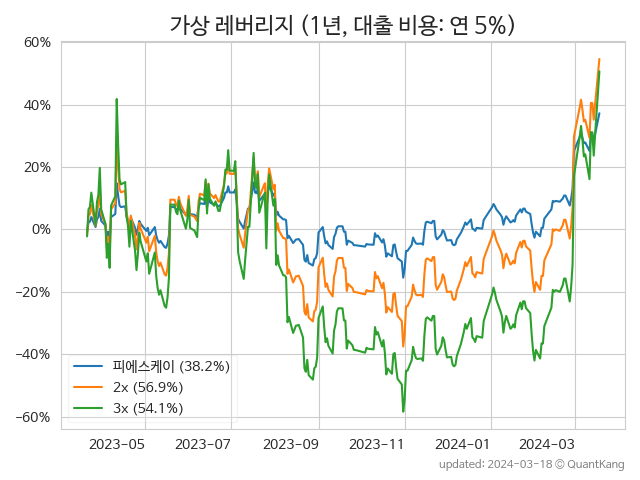 가상 레버리지 (1년, 대출 비용: 연 5%)
60%
40%
20%
0%
−20%
−40%
−60%
피에스케이 (38.2%)
2x (56.9%)
3x (54.1%)
2023-05 2023-07 2023-09 2023-11 2024-01 2024-03
updated: 2024-03-18 © QuantKang